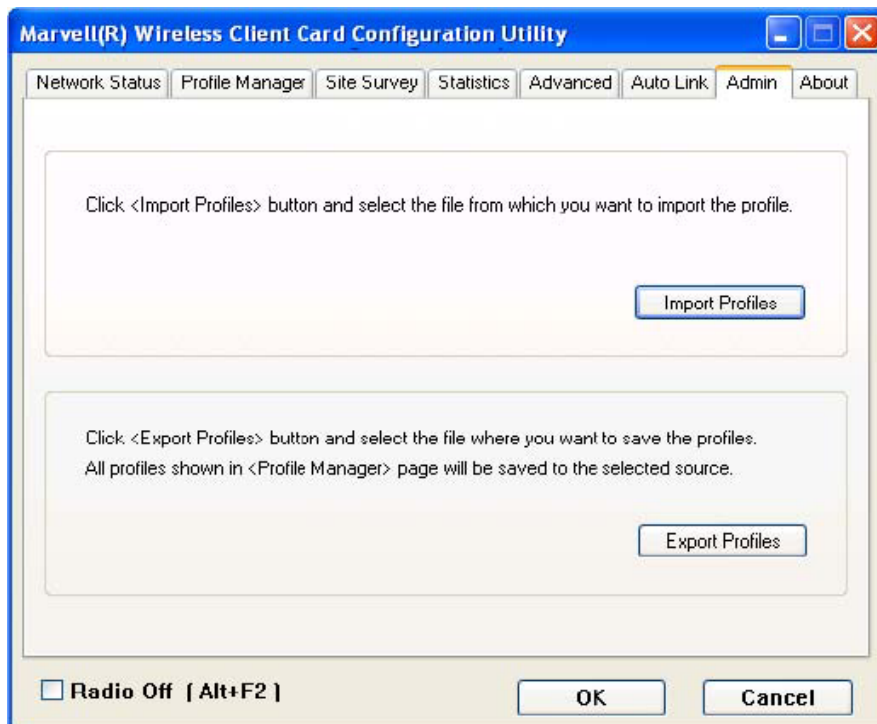 Marvell(R) Wireless Client Card Configuration Utility
Network Status Profile Manager Site Survey Statistics Advanced Auto Link Admin About
Click <Import Profiles> button and select the file from which you want to import the profile.
Import Profiles
Click <Export Profiles> button and select the file where you want to save the profiles.
All profiles shown in <Profile Manager> page will be saved to the selected source.
Export Profiles
Radio Off [ Alt+F2 ]
OK Cancel